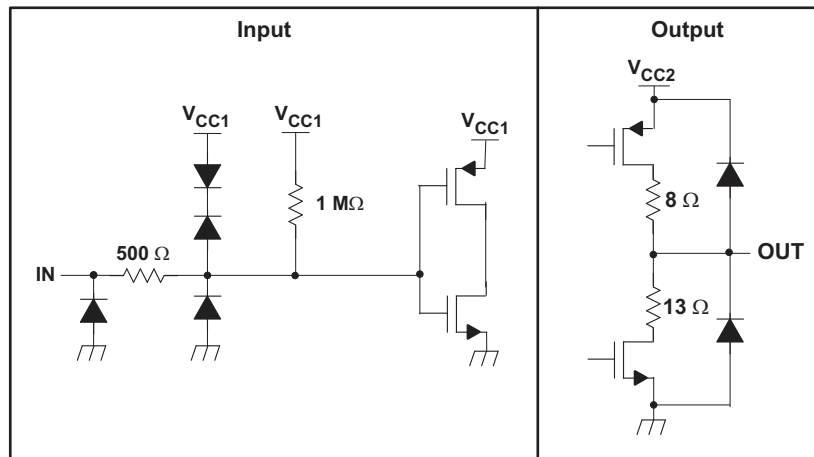 Input
Output
VCC1
VCC1
VCC1
1 MΩ
500 Ω
IN
VCC2
8 Ω
OUT
13 Ω